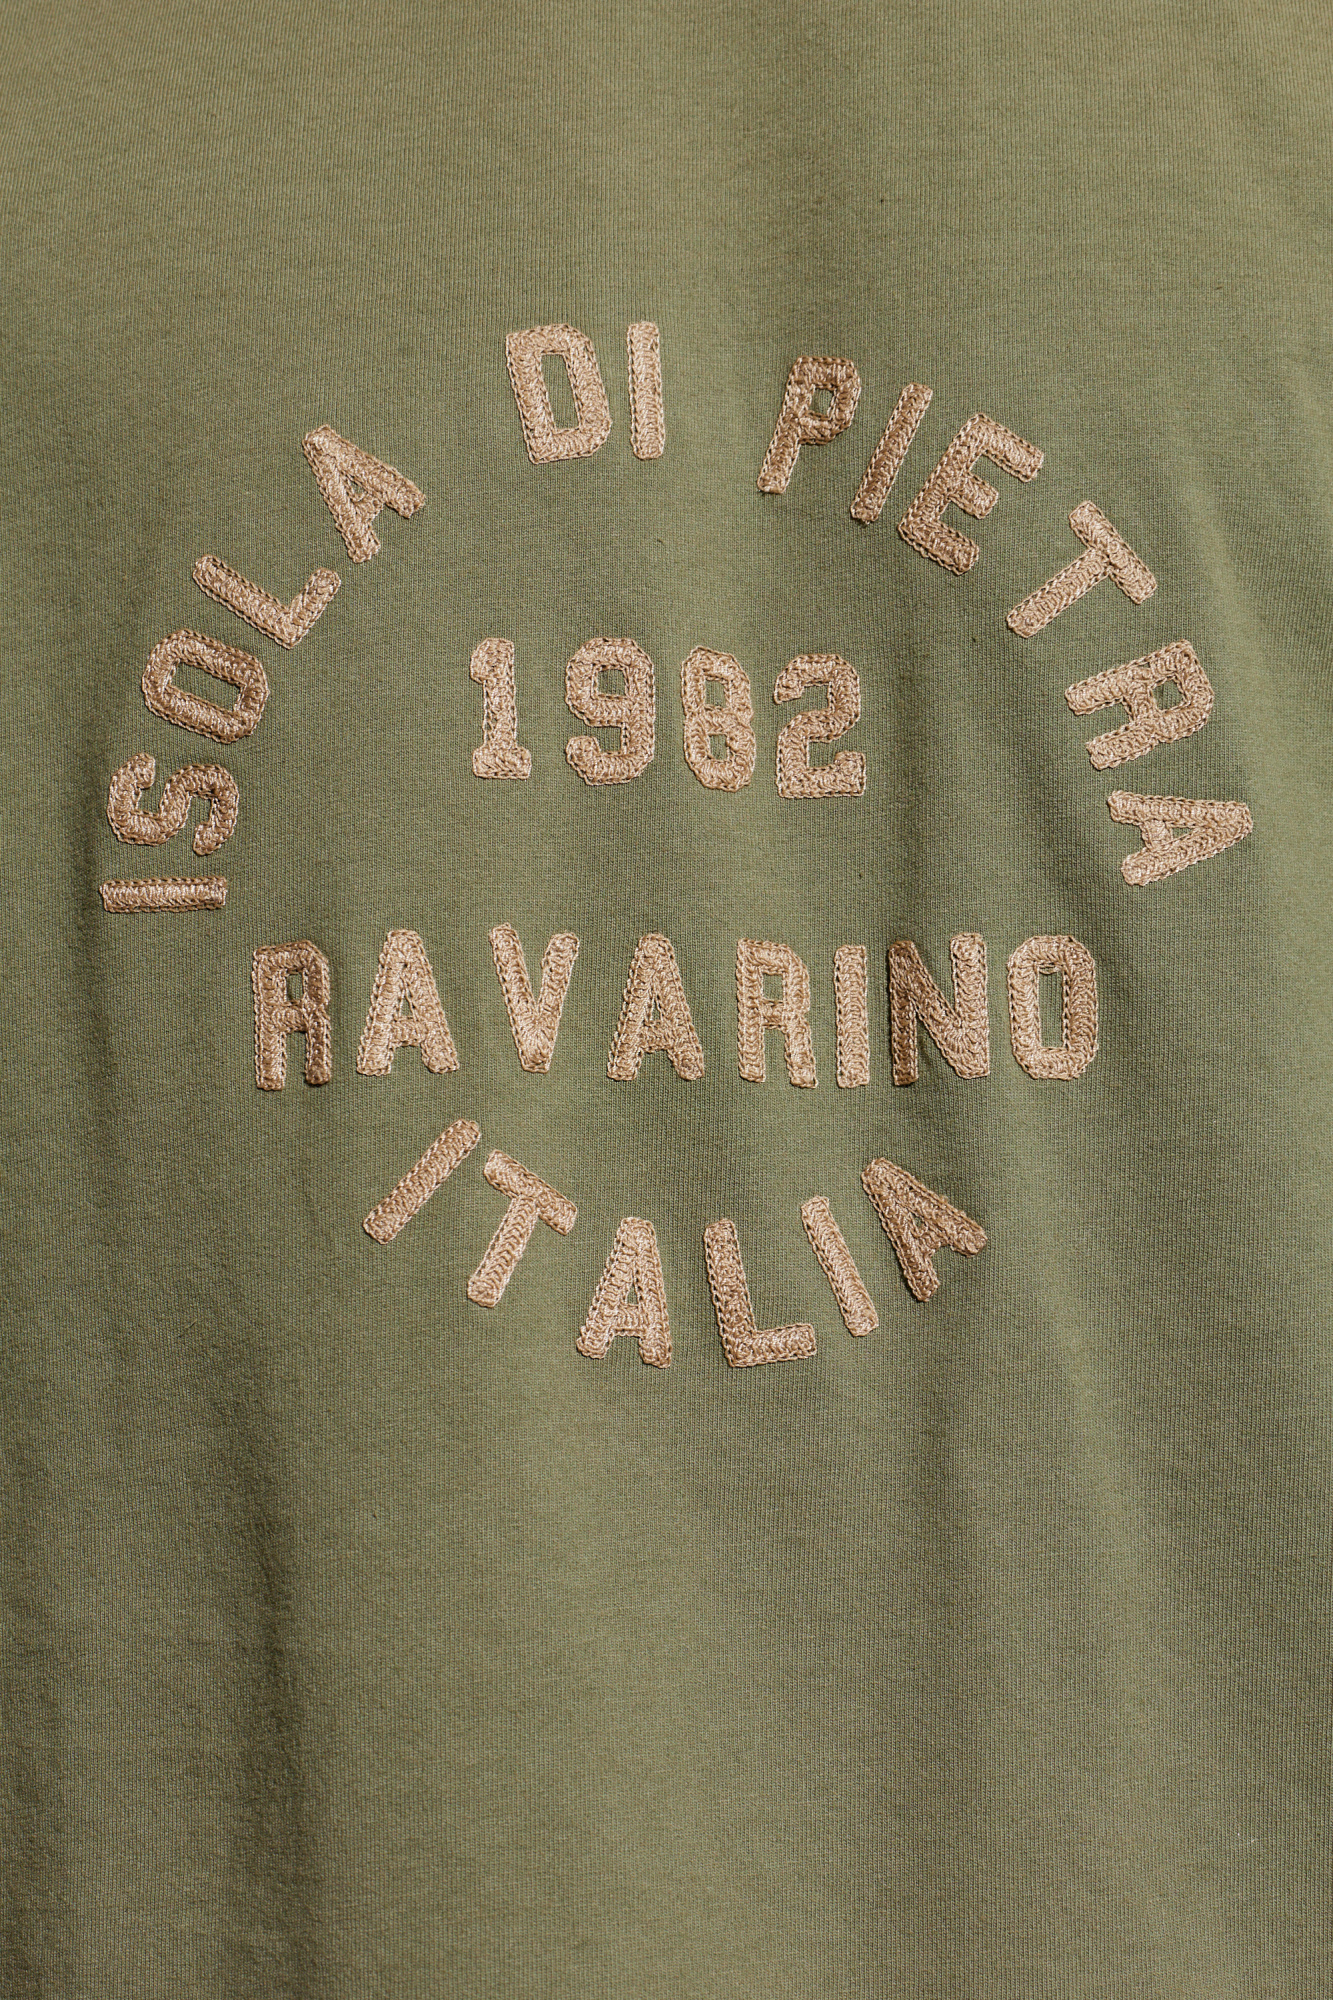 ISOLA DI PIETRA
1982
RAVARINO
ITALIA